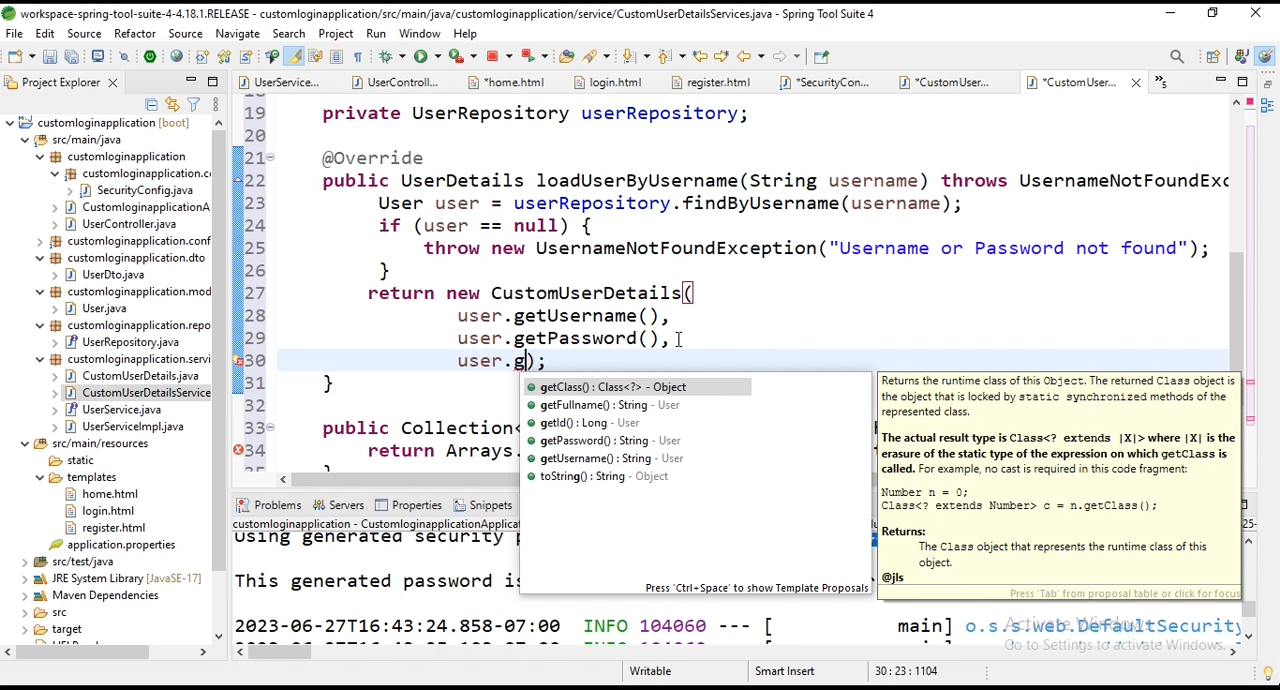 workspace-spring-tool-suite-4-4.18.1.RELEASE - customloginapplication/src/main/java/customloginapplication/service/CustomUserDetailsServices.java - Spring Tool Suite 4
File Edit Source Refactor Source Navigate Search Project Run Window Help
Project Explorer
UserService...
UserControll...
*home.html
login.html
register.html
*SecurityCon...
*CustomUser...
*CustomUser...
»5
customloginapplication [boot]
src/main/java
customloginapplication
customloginapplication.c
SecurityConfig.java
CustomloginapplicationA
UserController.java
customloginapplication.conf
customloginapplication.dto
UserDto.java
customloginapplication.mod
User.java
customloginapplication.repo
UserRepository.java
customloginapplication.servi
CustomUserDetails.java
CustomUserDetailsService
UserService.java
UserServiceImpl.java
src/main/resources
static
templates
home.html
login.html
register.html
application.properties
src/test/java
JRE System Library [JavaSE-17]
Maven Dependencies
src
target
19 private UserRepository userRepository;
20
21 @Override
22 public UserDetails loadUserByUsername(String username) throws UsernameNotFoundExc
23 User user = userRepository.findByUsername(username);
24 if (user == null) {
25 throw new UsernameNotFoundException("Username or Password not found");
26 }
27 return new CustomUserDetails(
28 user.getUsername(),
29 user.getPassword(),
30 user.g);
31 }
32
33 public Collection<
34 return Arrays.
getClass() : Class<?> - Object
getFullname() : String - User
getId() : Long - User
getPassword() : String - User
getUsername() : String - User
toString() : String - Object
Press 'Ctrl+Space' to show Template Proposals
Returns the runtime class of this Object. The returned Class object is
the object that is locked by static synchronized methods of the
represented class.
The actual result type is Class<? extends |X|> where |X| is the
erasure of the static type of the expression on which getClass is
called. For example, no cast is required in this code fragment:
Number n = 0;
Class<? extends Number> c = n.getClass();
Returns:
The Class object that represents the runtime class of this
object.
@jls
Press 'Tab' from proposal table or click for focus
Problems Servers Properties Snippets
customloginapplication - CustomloginapplicationApplicat
Using generated security p
This generated password is
2023-06-27T16:43:24.858-07:00 INFO 104060 --- [ main] o.s.s.web.DefaultSecurity
Activate Windows
Go to Settings to activate Windows.
Writable
Smart Insert
30 : 23 : 1104